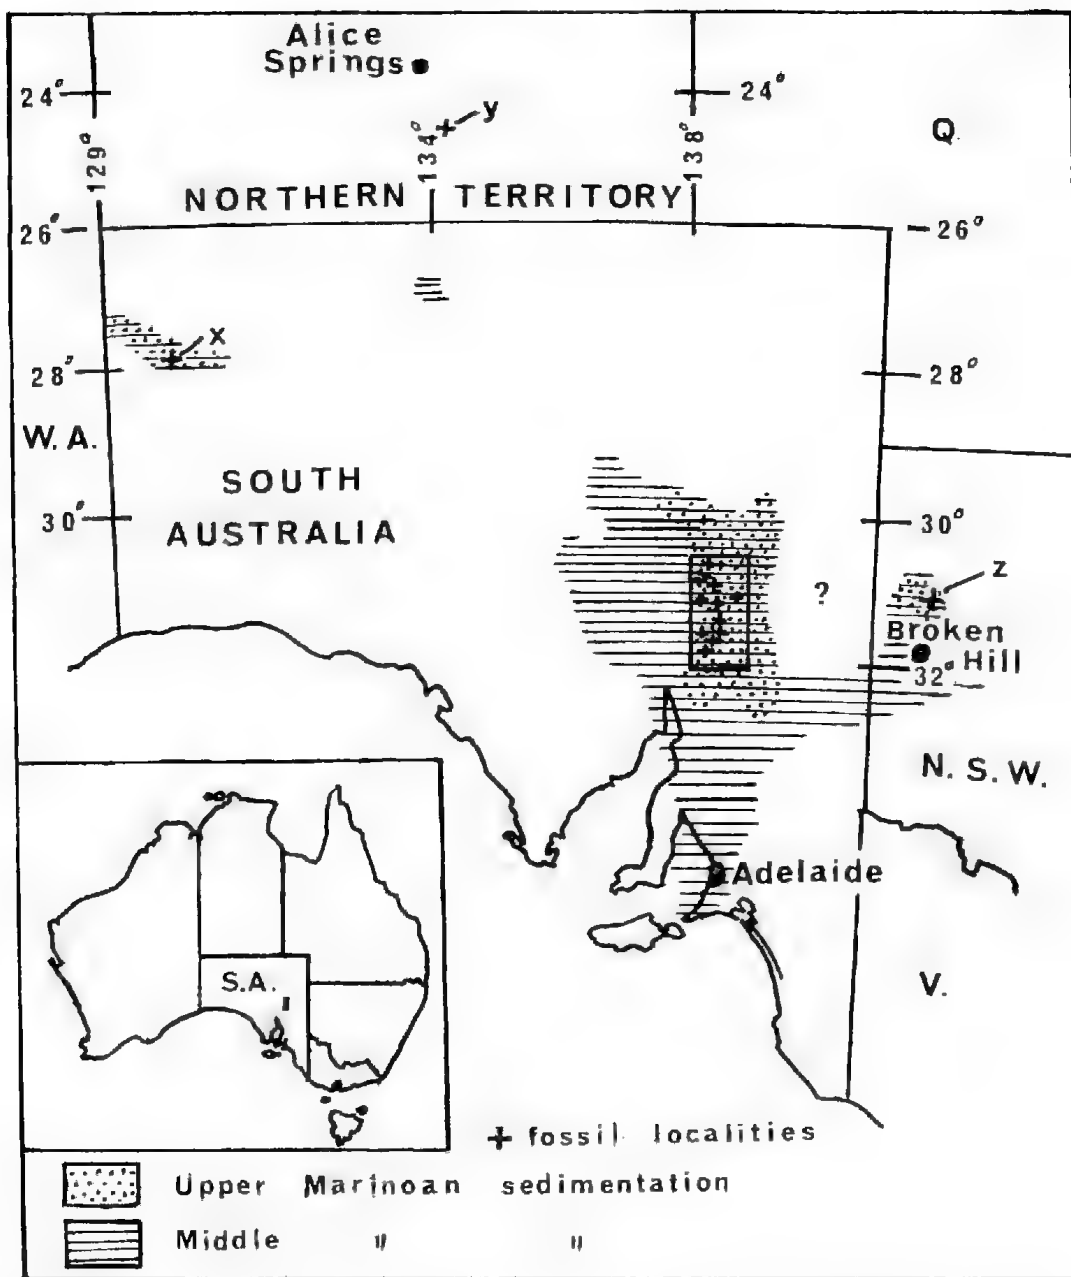 Alice
Springs
24°
24°
y
Q.
129°
134°
138°
NORTHERN TERRITORY
26°
26°
x
28°
28°
W. A.
SOUTH
AUSTRALIA
30°
30°
z
?
Broken
Hill
32°
N. S. W.
Adelaide
S.A.
V.
+ fossil localities
Upper Marinoan sedimentation
Middle " "